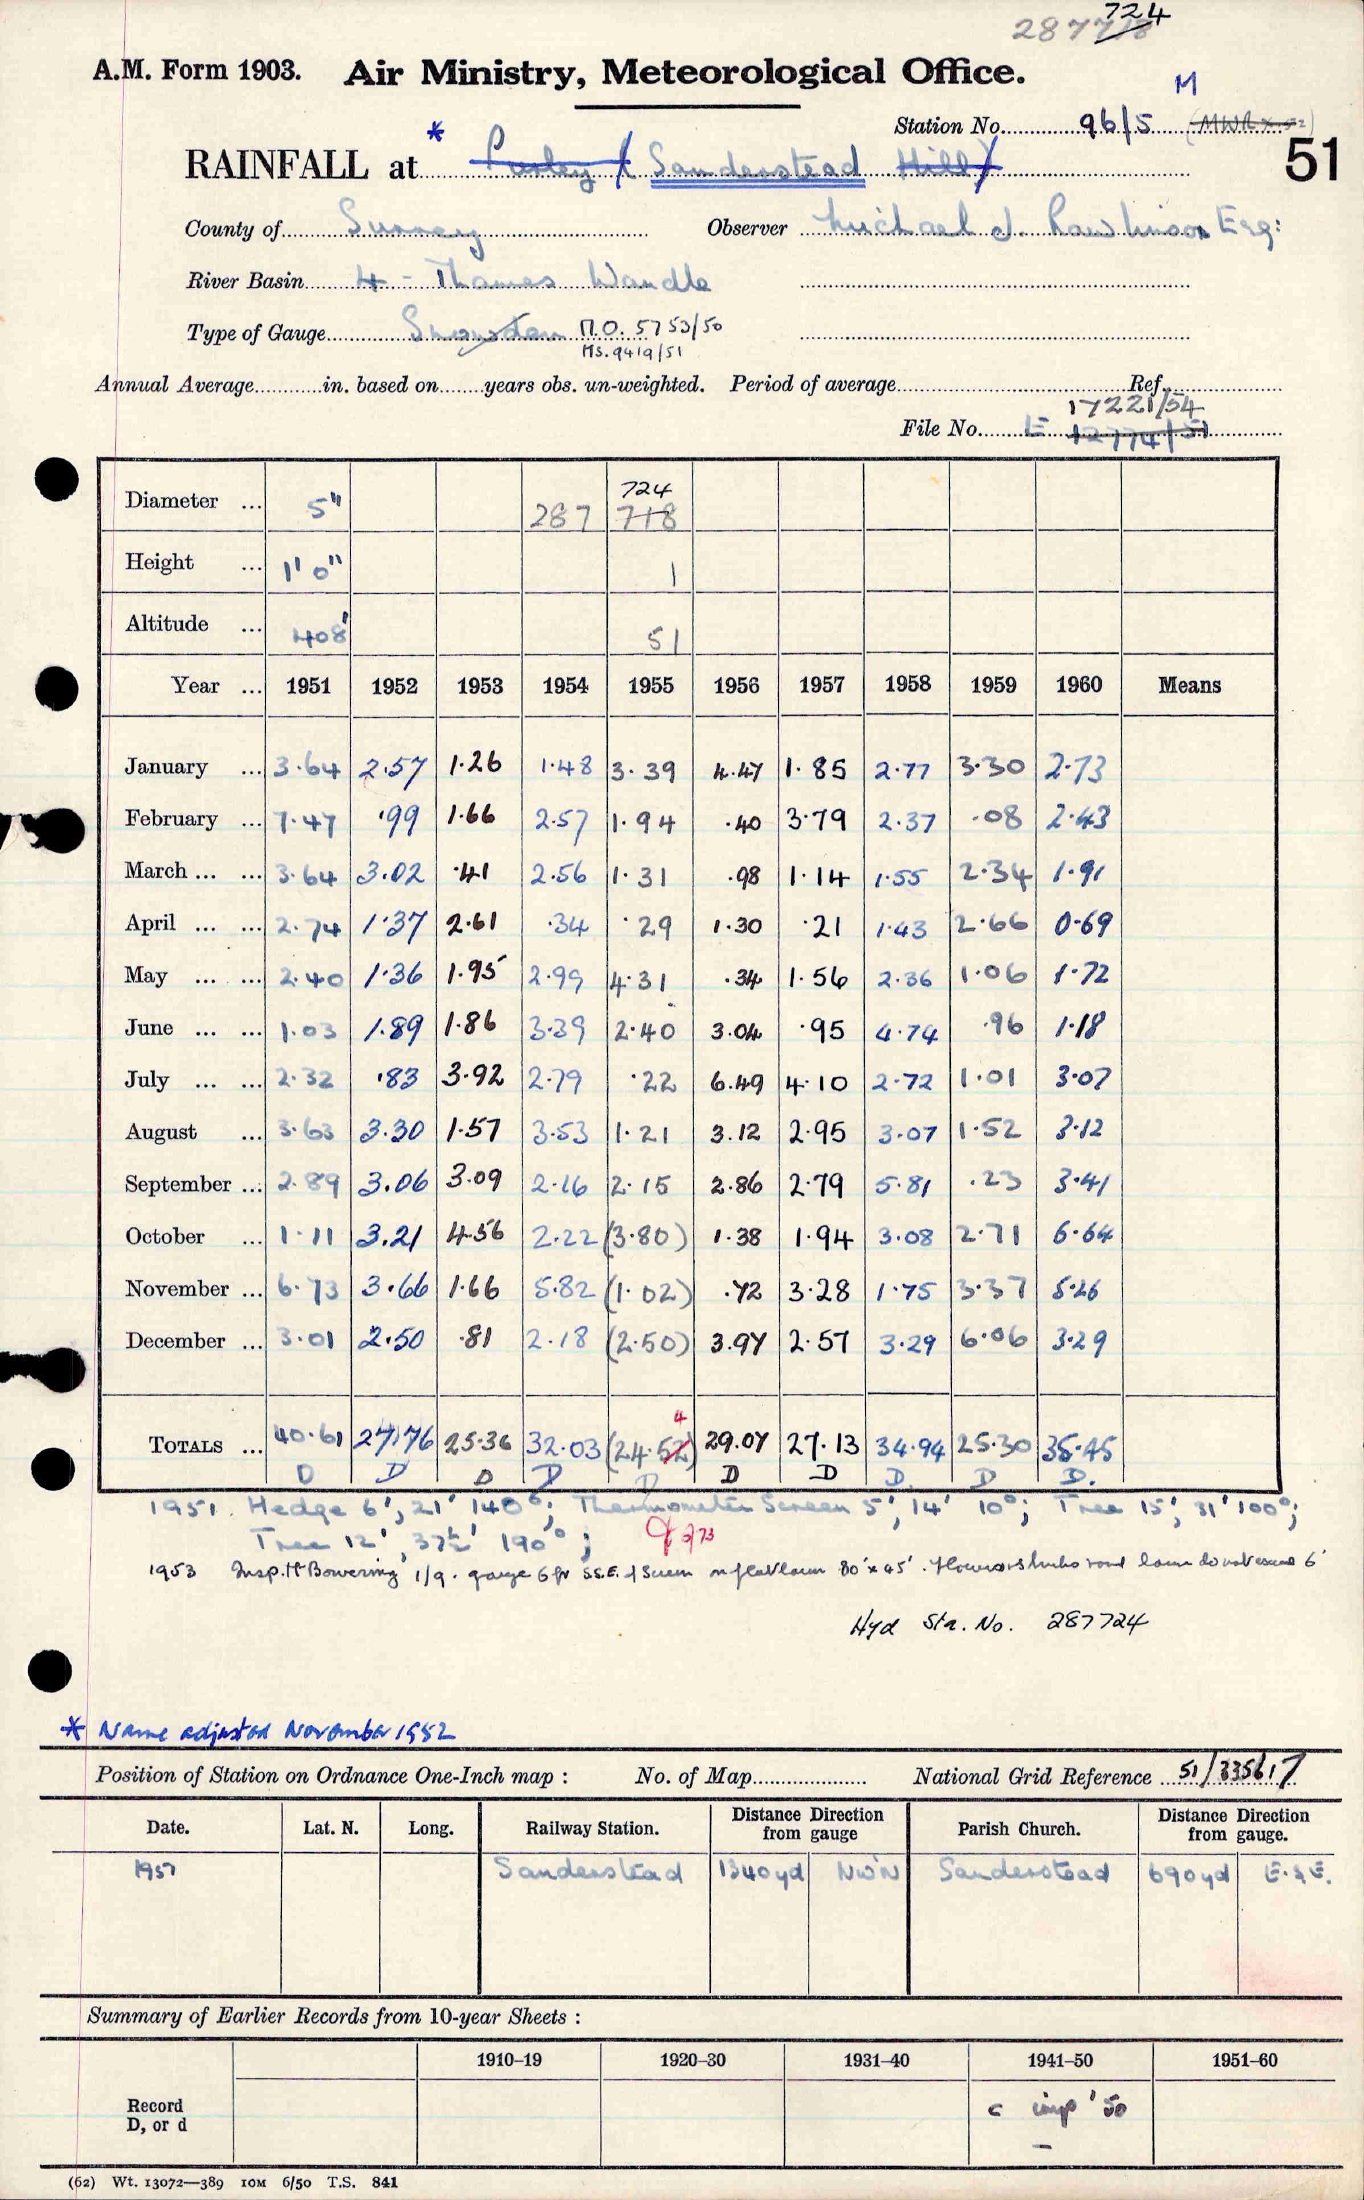 724
287718
A.M. Form 1903. Air Ministry, Meteorological Office.
M
Station No. 96/5
51
* RAINFALL at Purley (Sanderstead Hill)
County of Surrey Observer Michael J. Rawlinson Esq:
River Basin 4 - Thames Wandle
Type of Gauge Snowdon M.O. 5753/50
MS.9419/51
Annual Average in. based on years obs. un-weighted. Period of average Ref.
17221/54
File No. E 12774/51
724
Diameter ... 5" 287 718
Height ... 1' 0" 1
Altitude ... 408' 51
Year ... 1951 1952 1953 1954 1955 1956 1957 1958 1959 1960 Means
January ... 3.64 2.57 1.26 1.48 3.39 4.47 1.85 2.77 3.30 2.73
February ... 7.47 .99 1.66 2.57 1.94 .40 3.79 2.37 .08 2.43
March ... ... 3.64 3.02 .41 2.56 1.31 .98 1.14 1.55 2.34 1.91
April ... ... 2.74 1.37 2.61 .34 .29 1.30 .21 1.43 2.66 0.69
May ... ... 2.40 1.36 1.95 2.99 4.31 .34 1.56 2.36 1.06 1.72
June ... ... 1.03 1.89 1.86 3.39 2.40 3.04 .95 4.74 .96 1.18
July ... ... 2.32 .83 3.92 2.79 .22 6.49 4.10 2.72 1.01 3.07
August ... 3.63 3.30 1.57 3.53 1.21 3.12 2.95 3.07 1.52 3.12
September ... 2.89 3.06 3.09 2.16 2.15 2.86 2.79 5.81 .23 3.41
October ... 1.11 3.21 4.56 2.22 (3.80) 1.38 1.94 3.08 2.71 6.64
November ... 6.73 3.66 1.66 5.82 (1.02) .72 3.28 1.75 3.37 5.26
December ... 3.01 2.50 .81 2.18 (2.50) 3.97 2.57 3.29 6.06 3.29
4
TOTALS ... 40.61 27.76 25.36 32.03 (24.52) 29.07 27.13 34.94 25.30 35.45
D D D D D D D D D D.
1951. Hedge 6', 21' 140°; Thermometer Screen 5', 14' 10°; Tree 15', 31' 100°;
Tree 12', 37½' 190°;
1953 Insp. H Bowering 1/9. gauge 6 ft S.S.E. of Screen on flat lawn 80' x 45'. Flowers & shrubs round lawn do not exceed 6'
Hyd Sta. No. 287724
* Name adjusted November 1952
Position of Station on Ordnance One-Inch map : No. of Map National Grid Reference 51/335617
Date. Lat. N. Long. Railway Station. Distance Direction from gauge Parish Church. Distance Direction from gauge.
1951 Sanderstead 1340yd NW'N Sanderstead 690yd
Summary of Earlier Records from 10-year Sheets :
1910–19 1920–30 1931–40 1941–50 1951–60
Record
D, or d
c imp '50
–
(62) Wt. 13072—389 10M 6/50 T.S. 841